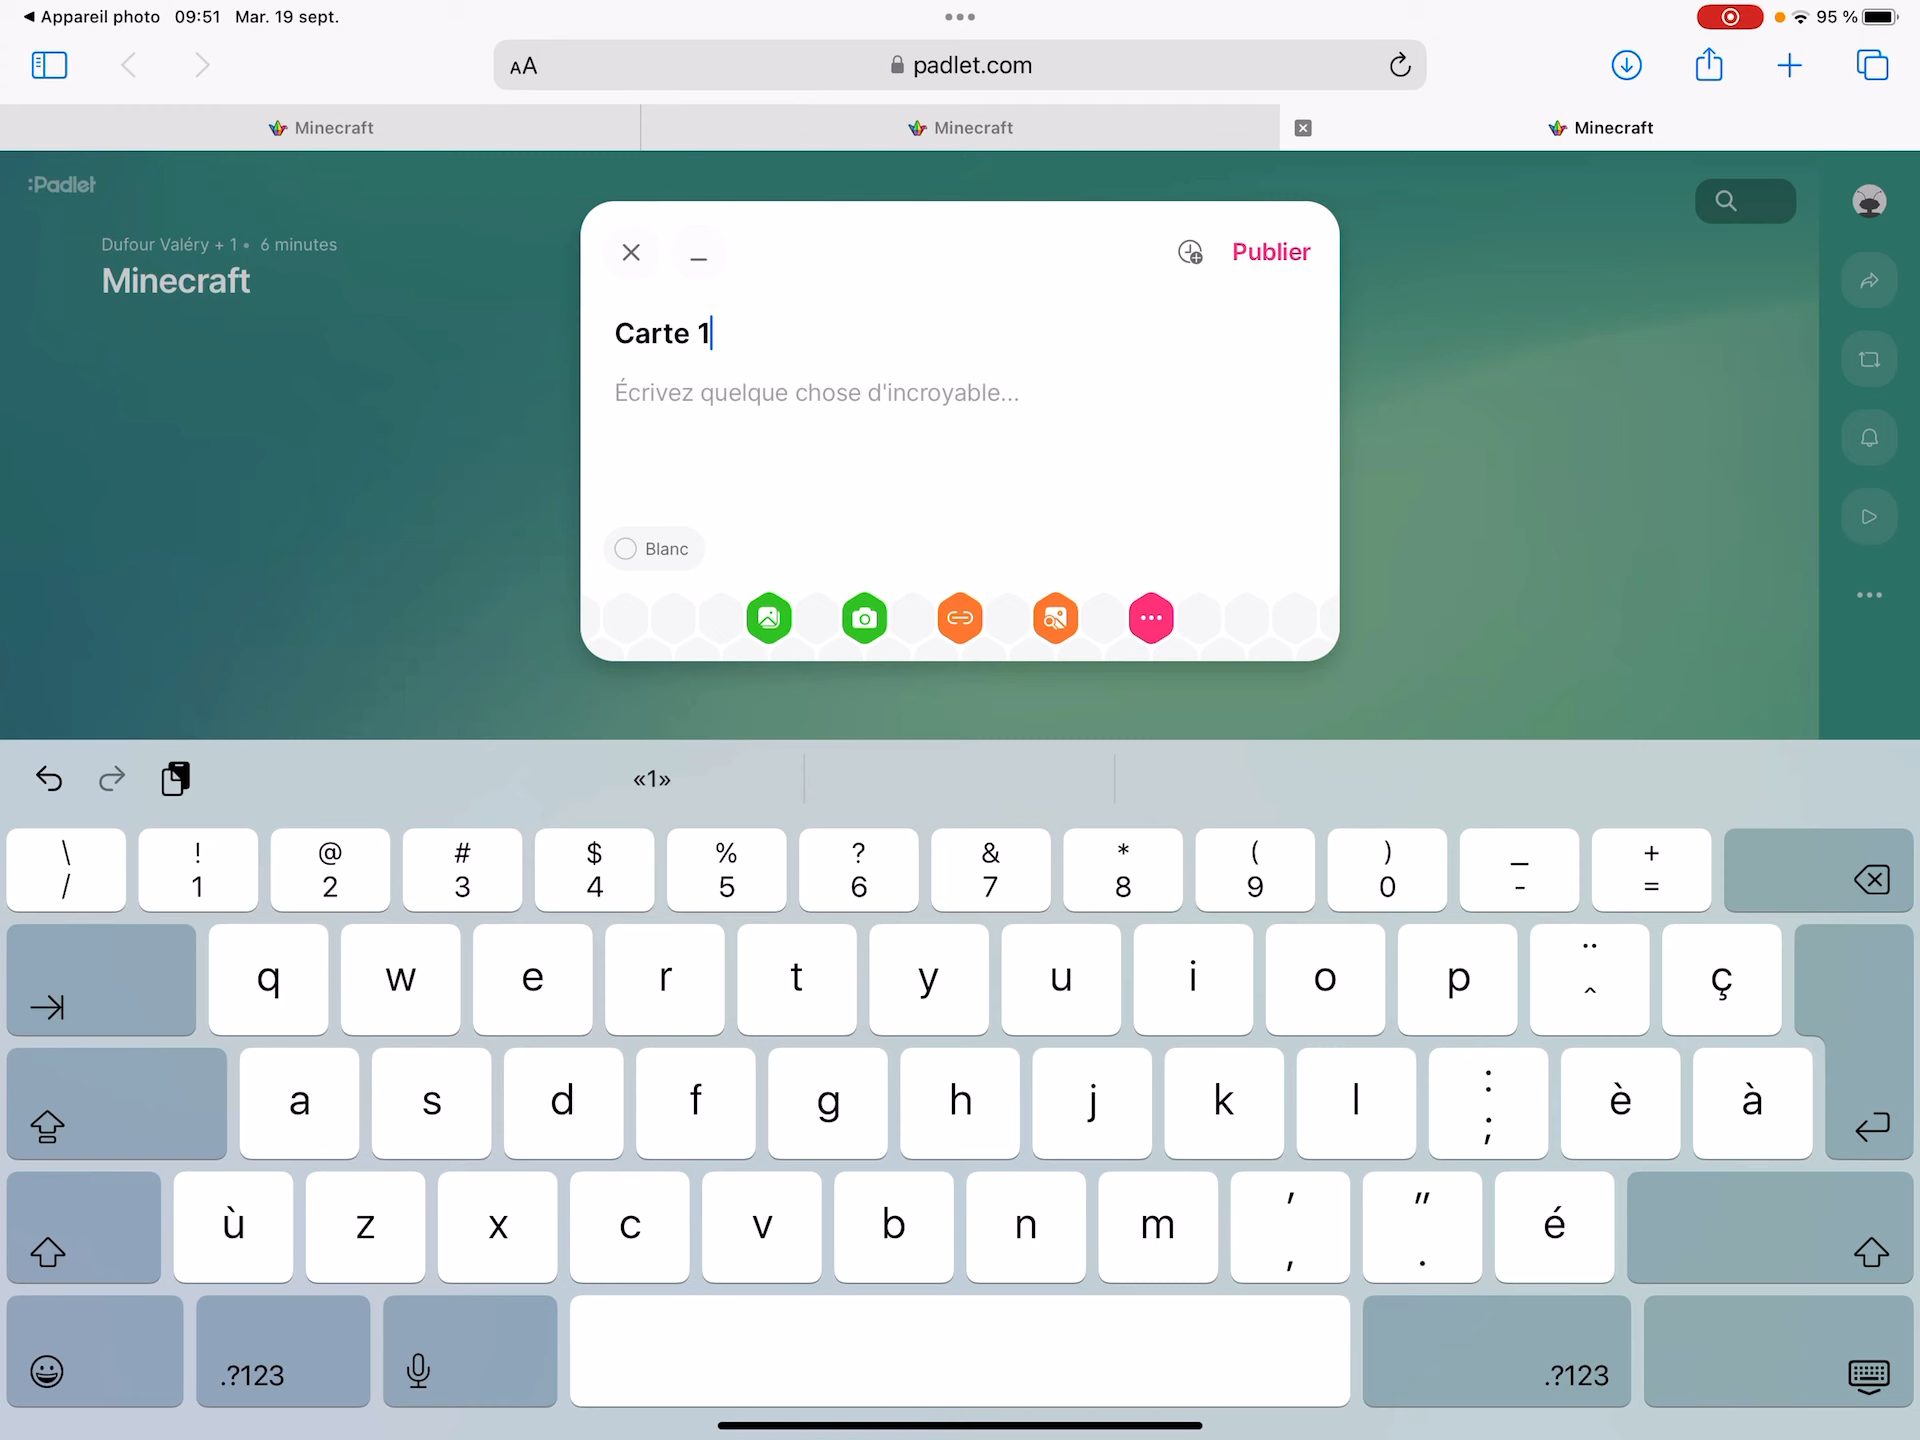 Appareil photo 09:51 Mar. 19 sept.
95 %
AA padlet.com
Minecraft Minecraft Minecraft
:Padlet
Dufour Valéry + 1 • 6 minutes
Minecraft
Publier
Carte 1
Écrivez quelque chose d'incroyable...
Blanc
«1»
\ ! @ # $ % ? & * ( ) _ +
/ 1 2 3 4 5 6 7 8 9 0 - =
q w e r t y u i o p ¨ ^ ç
a s d f g h j k l : ; è à
ù z x c v b n m ' , " . é
.?123 .?123